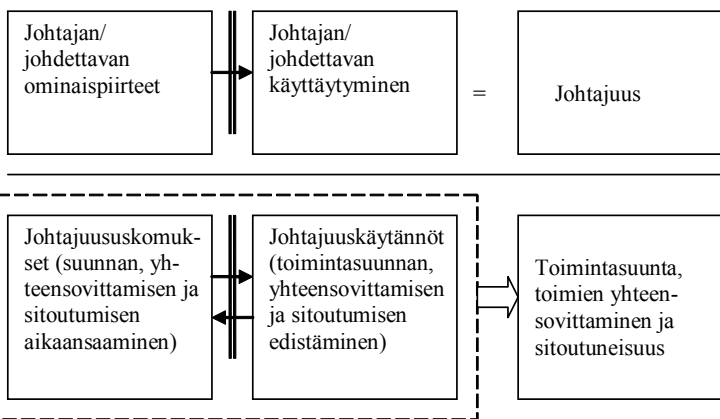 Johtajan/
johdettavan
ominaispiirteet
Johtajan/
johdettavan
käyttäytyminen
=
Johtajuus
Johtajuususkomuk-
set (suunnan, yh-
teensovittamisen ja
sitoutumisen
aikaansaaminen)
Johtajuuskäytännöt
(toimintasuunnan,
yhteensovittamisen
ja sitoutumisen
edistäminen)
Toimintasuunta,
toimien yhteen-
sovittaminen ja
sitoutuneisuus